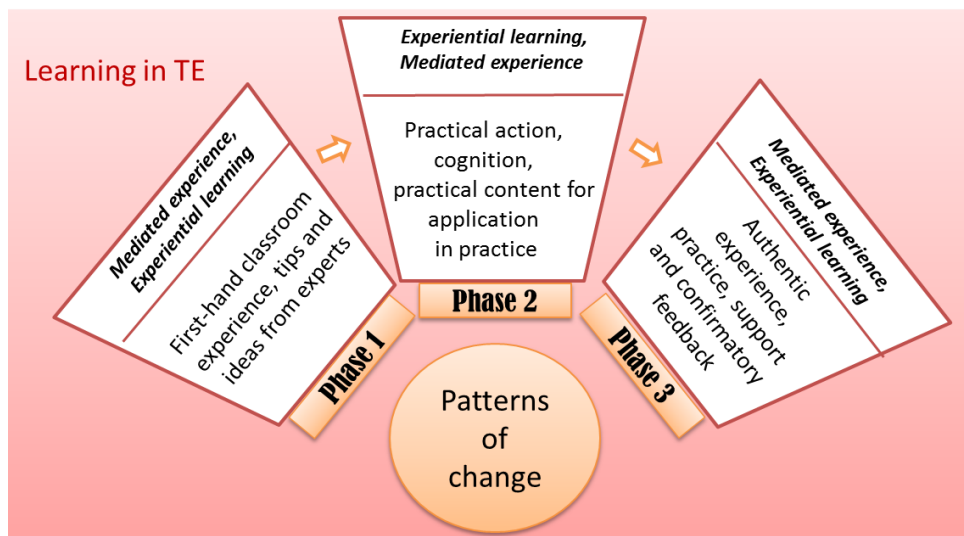 Learning in TE
Mediated experience,
Experiential learning
First-hand classroom
experience, tips and
ideas from experts
Phase 1
Experiential learning,
Mediated experience
Practical action,
cognition,
practical content for
application
in practice
Phase 2
Mediated experience,
Experiential learning
Authentic
experience,
practice, support
and confirmatory
feedback
Phase 3
Patterns
of
change